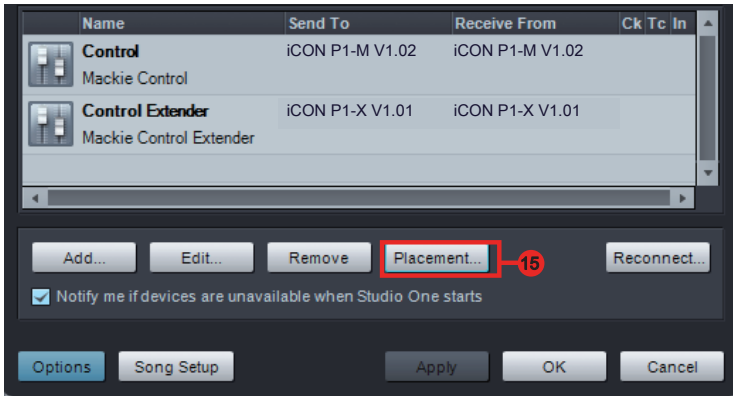 Name Send To Receive From Ck Tc In
Control iCON P1-M V1.02 iCON P1-M V1.02
Mackie Control
Control Extender iCON P1-X V1.01 iCON P1-X V1.01
Mackie Control Extender
Add... Edit... Remove Placement... 15 Reconnect...
Notify me if devices are unavailable when Studio One starts
Options Song Setup Apply OK Cancel